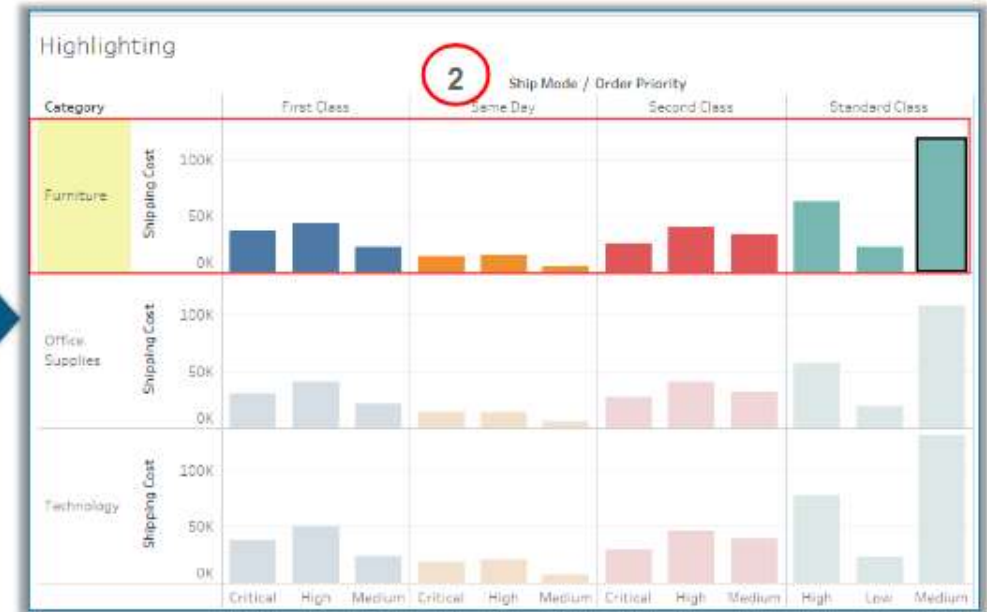 Highlighting
2
Ship Mode / Order Priority
Category First Class Same Day Second Class Standard Class
Furniture
Shipping Cost
100K
50K
0K
Office
Supplies
Shipping Cost
100K
50K
0K
Technology
Shipping Cost
100K
50K
0K
Critical High Medium Critical High Medium Critical High Medium High Low Medium